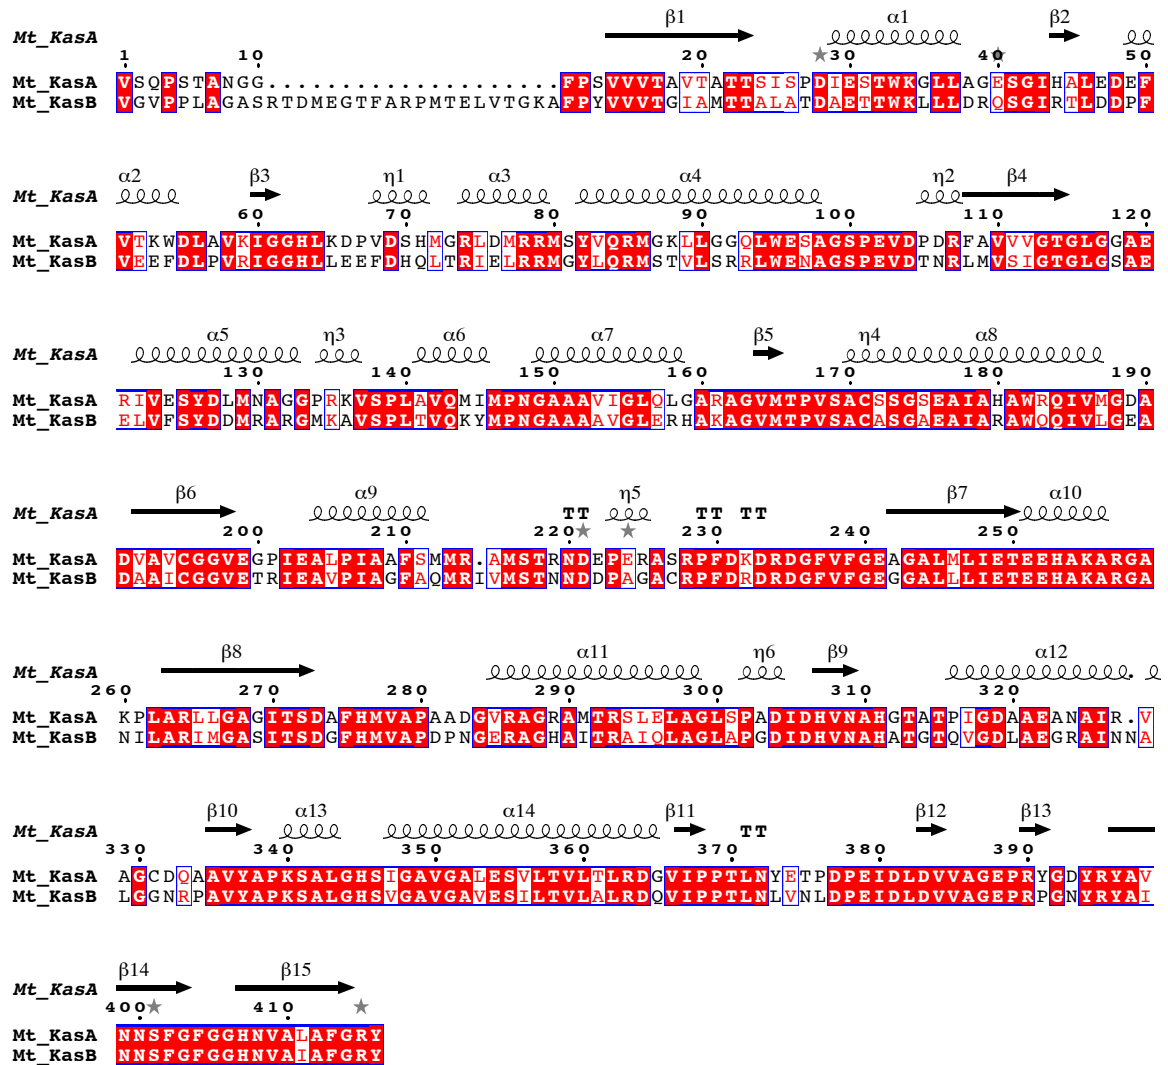 β1 α1 β2
Mt_KasA
1 10 20 30 40 50
Mt_KasA VSQPSTANGG....................FPSVVVTAVTATTSISPDIESTWKGLLAGESGIHALEDEF
Mt_KasB VGVPPLAGASRTDMEGTFARPMTELVTGKAFPYVVVTGIAMTTALATDAETTWKLLLDRQSGIRTLDDPF
α2 β3 η1 α3 α4 η2 β4
Mt_KasA
60 70 80 90 100 110 120
Mt_KasA VTKWDLAVKIGGHLKDPVDSHMGRLDMRRMSYVQRMGKLLGGQLWESAGSPEVDPDRFAVVVGTGLGGAE
Mt_KasB VEEFDLPVRIGGHLLEEFDHQLTRIELRRMGYLQRMSTVLSRRLWENAGSPEVDTNRLMVSIGTGLGSAE
α5 η3 α6 α7 β5 η4 α8
Mt_KasA
130 140 150 160 170 180 190
Mt_KasA RIVESYDLMNAGGPRKVSPLAVQMIMPNGAAAVIGLQLGARAGVMTPVSACSSGSEAIAHAWRQIVMGDA
Mt_KasB ELVFSYDDMRARGMKAVSPLTVQKYMPNGAAAAVGLERHAKAGVMTPVSACASGAEAIARAWQQIVLGEA
β6 α9 η5 β7 α10
Mt_KasA TT TT TT
200 210 220 230 240 250
Mt_KasA DVAVCGGVEGPIEALPIAAFSMMR.AMSTRNDEPERASRPFDKDRDGFVFGEAGALMLIETEEHAKARGA
Mt_KasB DAAICGGVETRIEAVPIAGFAQMRIVMSTNNDDPAGACRPFDRDRDGFVFGEGGALLLIETEEHAKARGA
β8 α11 η6 β9 α12
Mt_KasA .
260 270 280 290 300 310 320
Mt_KasA KPLARLLGAGITSDAFHMVAPAADGVRAGRAMTRSLELAGLSPADIDHVNAHGTATPIGDAAEANAIR.V
Mt_KasB NILARIMGASITSDGFHMVAPDPNGERAGHAITRAIQLAGLAPGDIDHVNAHATGTQVGDLAEGRAINNA
β10 α13 α14 β11 β12 β13
Mt_KasA TT
330 340 350 360 370 380 390
Mt_KasA AGCDQAAVYAPKSALGHSIGAVGALESVLTVLTLRDGVIPPTLNYETPDPEIDLDVVAGEPRYGDYRYAV
Mt_KasB LGGNRPAVYAPKSALGHSVGAVGAVESILTVLALRDQVIPPTLNLVNLDPEIDLDVVAGEPRPGNYRYAI
β14 β15
Mt_KasA
400 410
Mt_KasA NNSFGFGGHNVALAFGRY
Mt_KasB NNSFGFGGHNVAIAFGRY